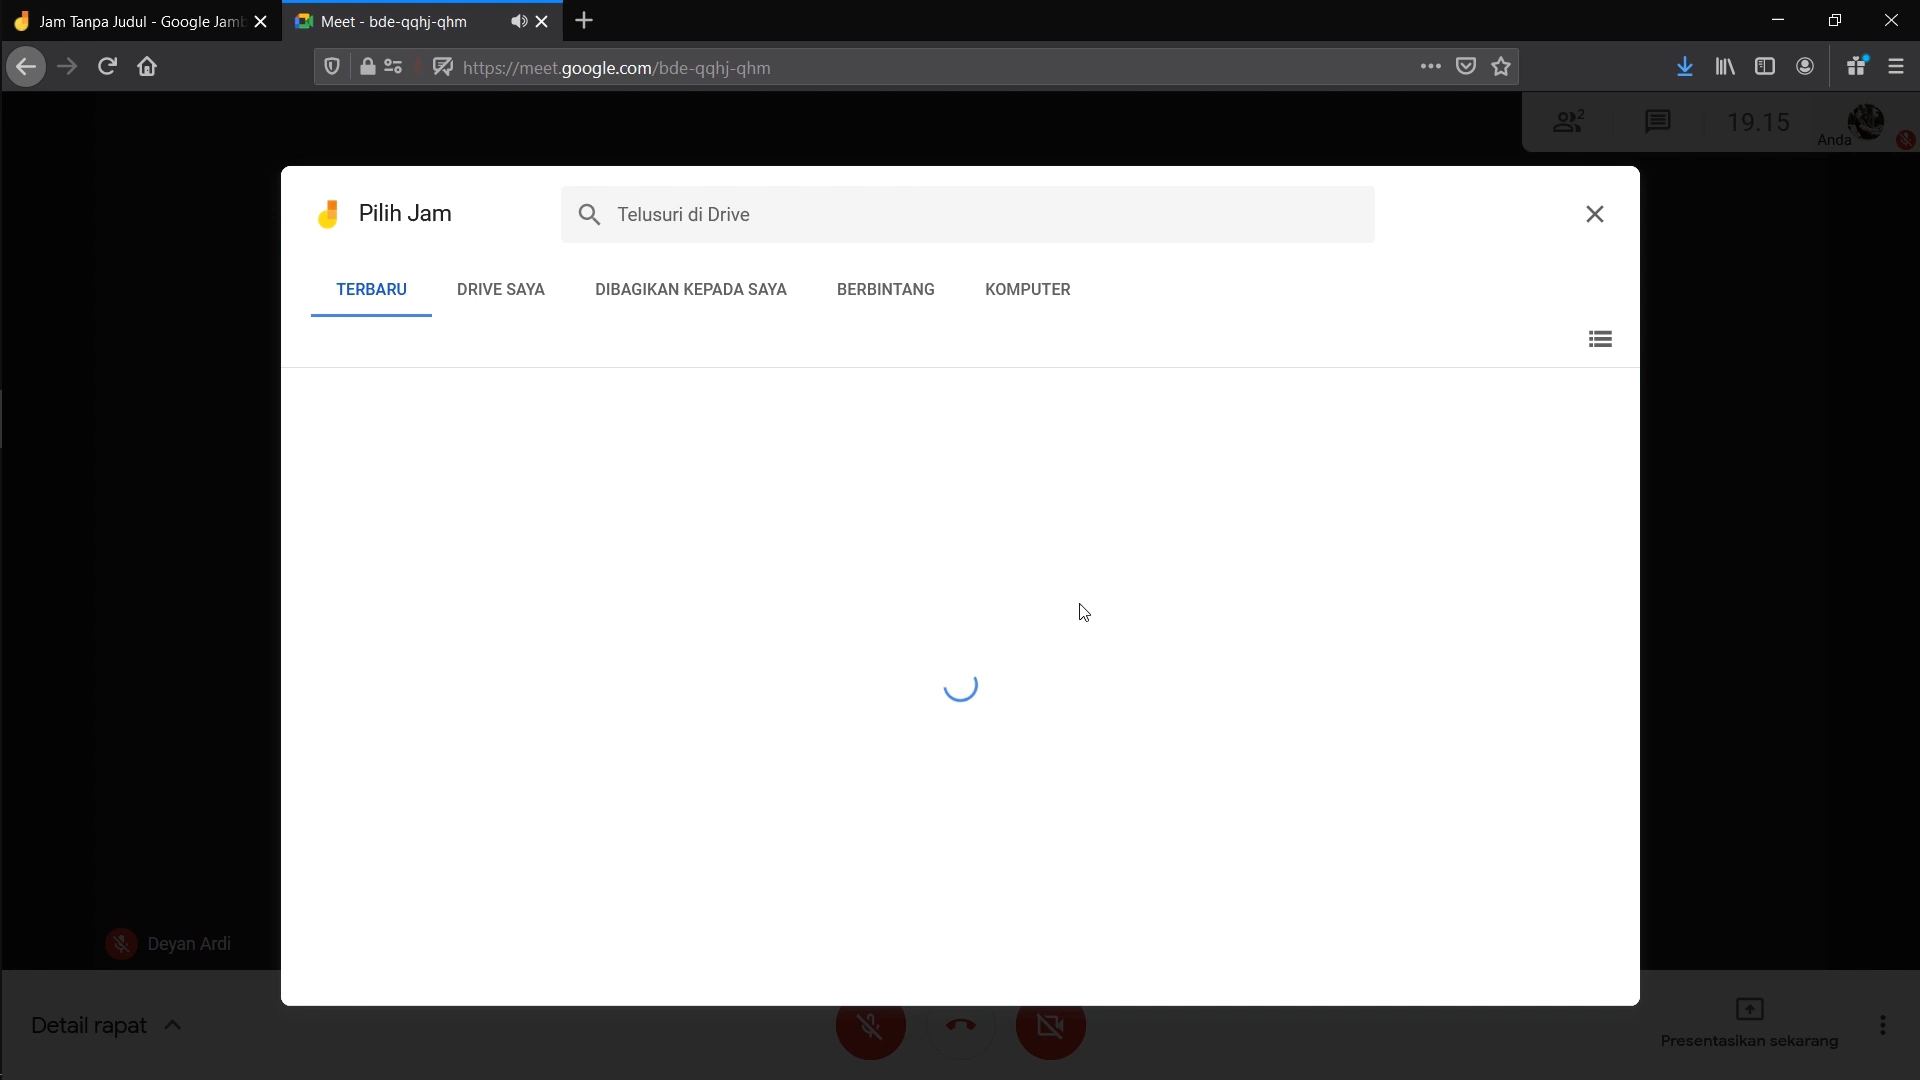 Jam Tanpa Judul - Google Jamb
Meet - bde-qqhj-qhm
https://meet.google.com/bde-qqhj-qhm
2
19.15
Anda
Pilih Jam
Telusuri di Drive
TERBARU
DRIVE SAYA
DIBAGIKAN KEPADA SAYA
BERBINTANG
KOMPUTER
Deyan Ardi
Detail rapat
Presentasikan sekarang